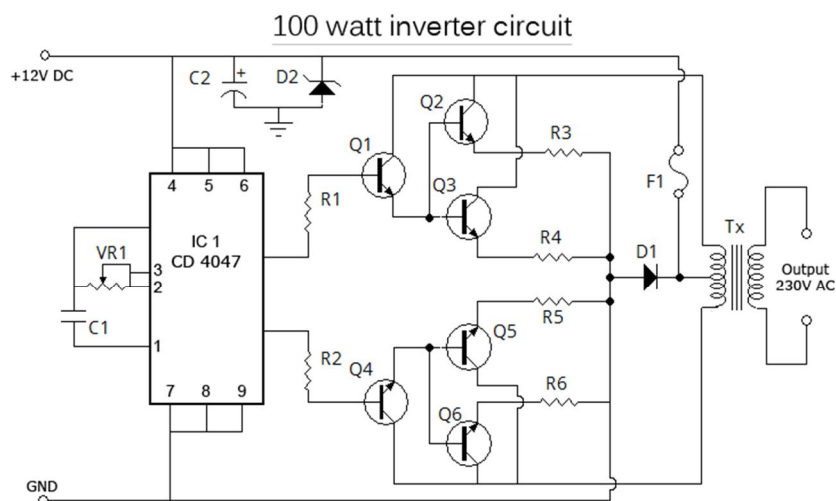 100 watt inverter circuit
+12V DC
C2
+
D2
Q2
Q1
R3
4
5
6
Q3
F1
R1
IC 1
CD 4047
R4
Tx
VR1
3
2
D1
Output
230V AC
C1
1
R2
Q5
R5
Q4
R6
Q6
7
8
9
GND